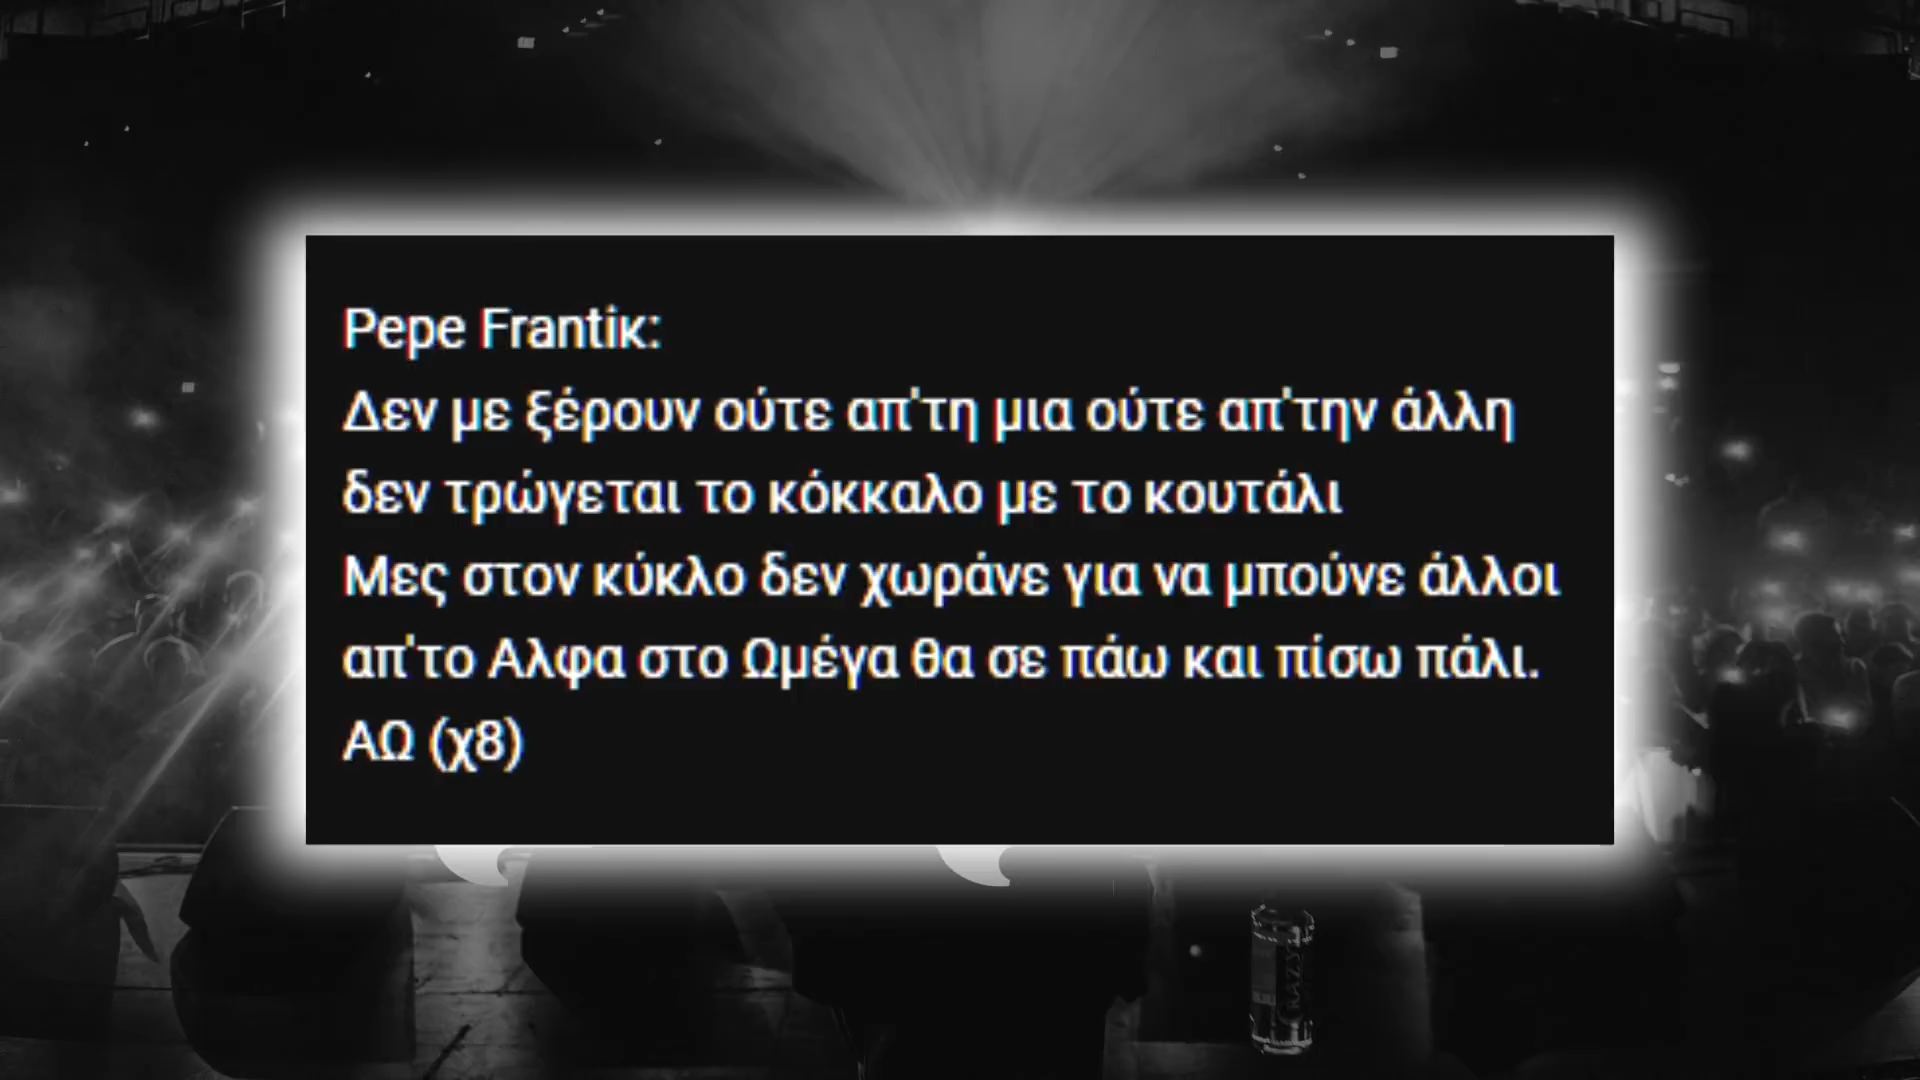 Pepe Frantiκ:
Δεν με ξέρουν ούτε απ'τη μια ούτε απ'την άλλη
δεν τρώγεται το κόκκαλο με το κουτάλι
Μες στον κύκλο δεν χωράνε για να μπούνε άλλοι
απ'το Αλφα στο Ωμέγα θα σε πάω και πίσω πάλι.
ΑΩ (χ8)